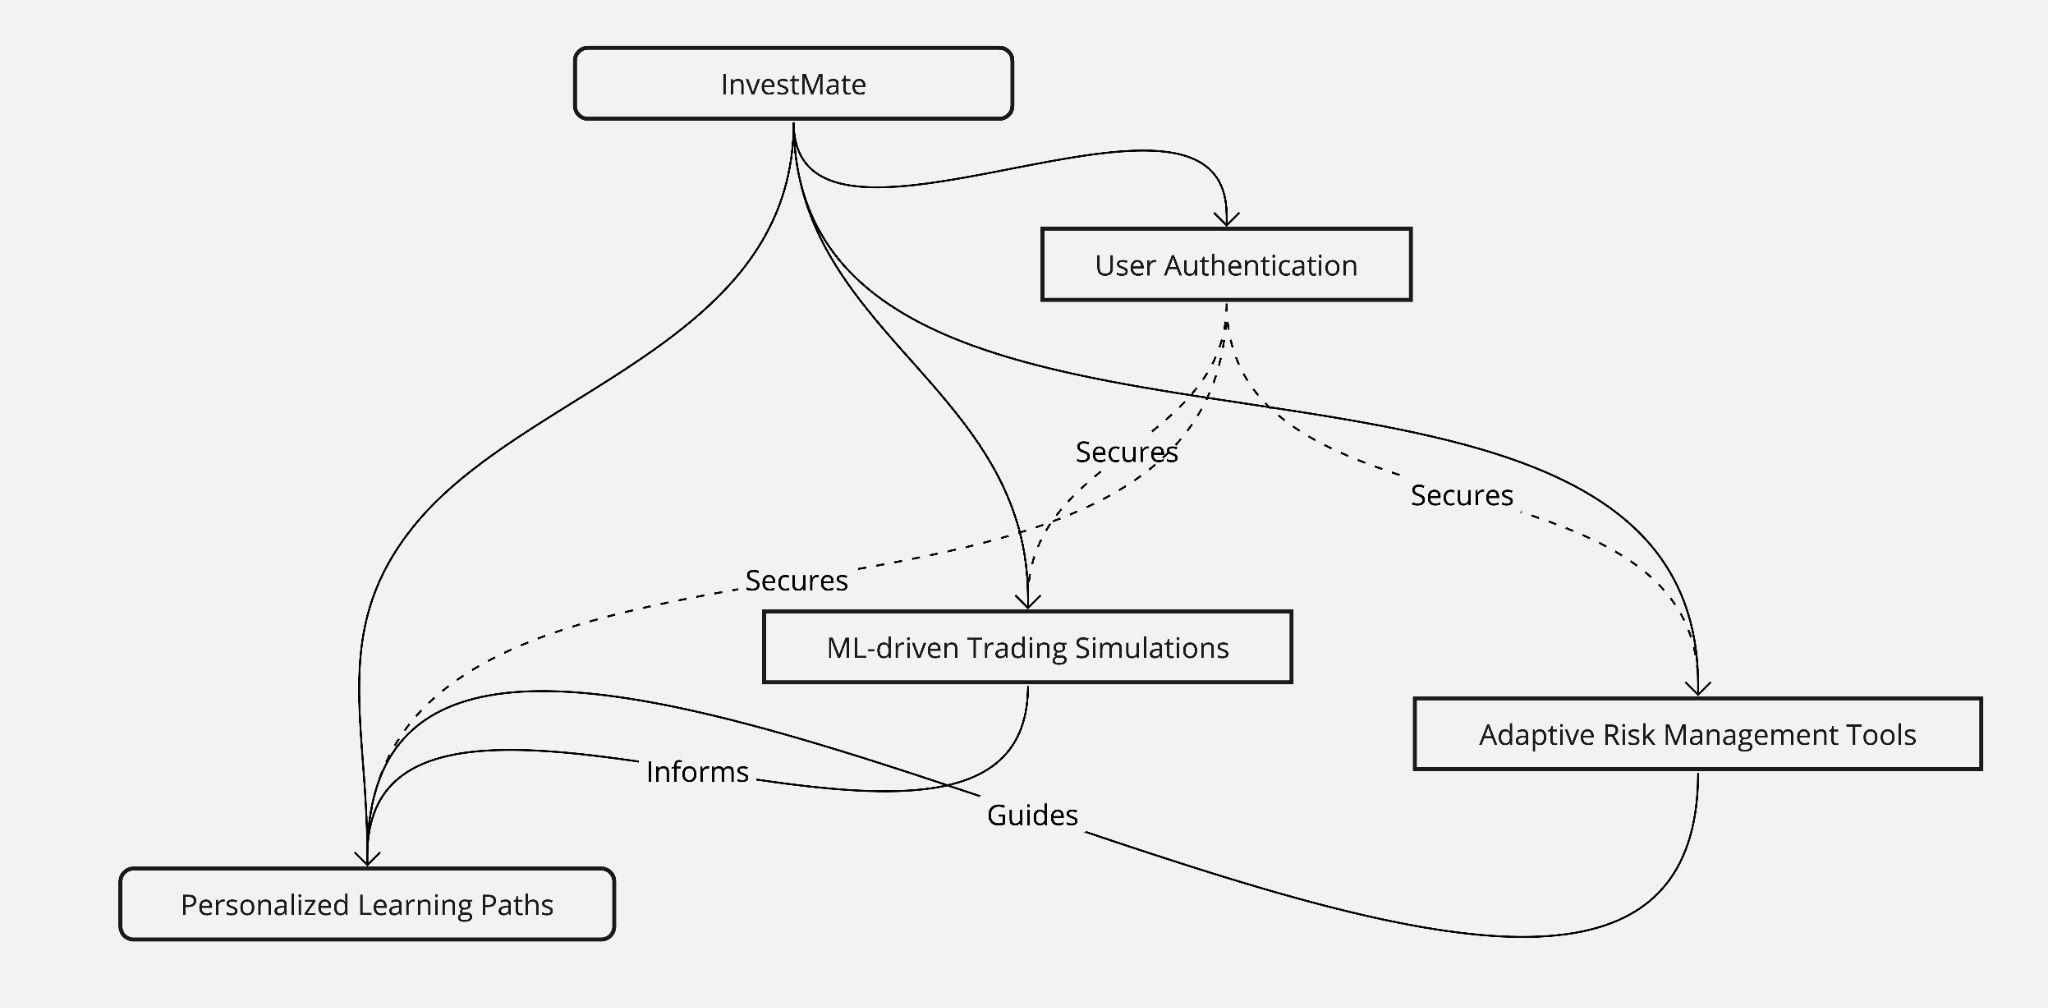 InvestMate
User Authentication
Secures
Secures
Secures
ML-driven Trading Simulations
Adaptive Risk Management Tools
Informs
Guides
Personalized Learning Paths